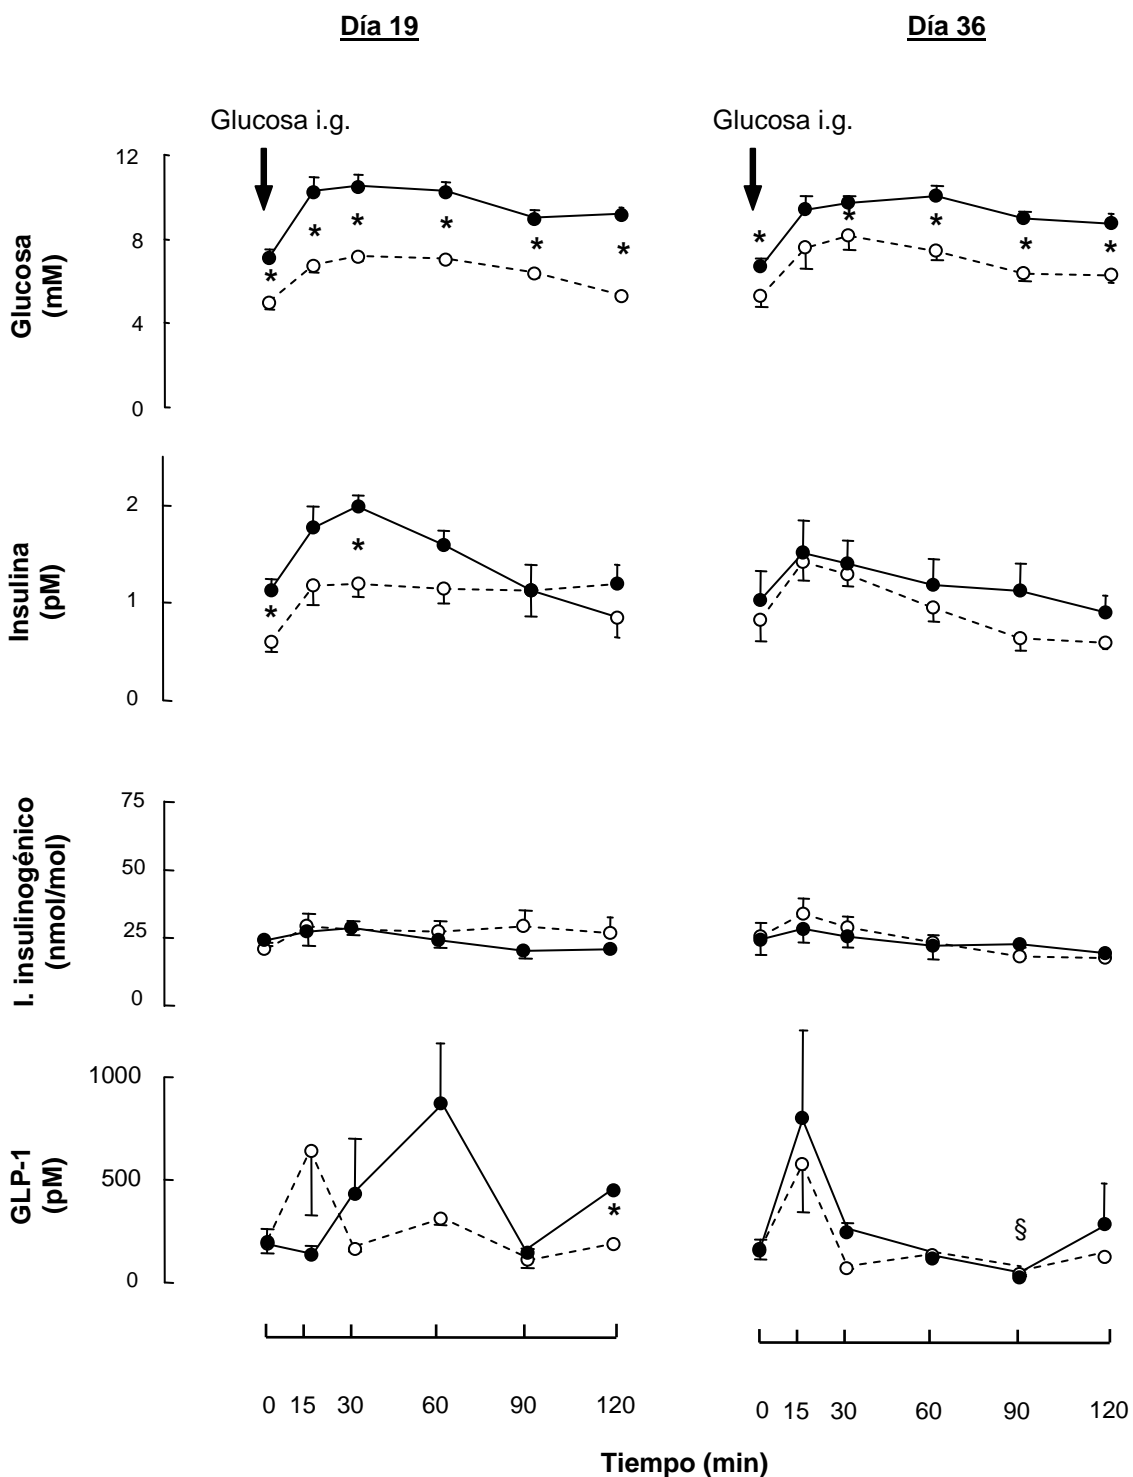 Día 19
Día 36
Glucosa i.g.
Glucosa i.g.
Glucosa
(mM)
12
8
4
0
*
*
*
*
*
*
*
*
*
*
*
Insulina
(pM)
2
1
0
*
*
I. insulinogénico
(nmol/mol)
75
50
25
0
GLP-1
(pM)
1000
500
0
*
§
0 15 30 60 90 120
0 15 30 60 90 120
Tiempo (min)